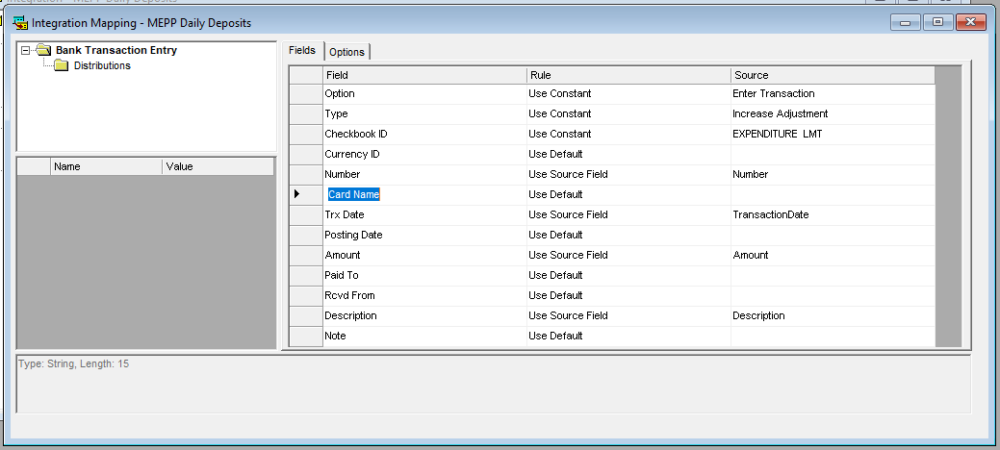 Integration - MEPP Daily Deposits
Integration Mapping - MEPP Daily Deposits
Bank Transaction Entry
Distributions
Name Value
Fields Options
Field Rule Source
Option Use Constant Enter Transaction
Type Use Constant Increase Adjustment
Checkbook ID Use Constant EXPENDITURE LMT
Currency ID Use Default
Number Use Source Field Number
Card Name Use Default
Trx Date Use Source Field TransactionDate
Posting Date Use Default
Amount Use Source Field Amount
Paid To Use Default
Rcvd From Use Default
Description Use Source Field Description
Note Use Default
Type: String, Length: 15